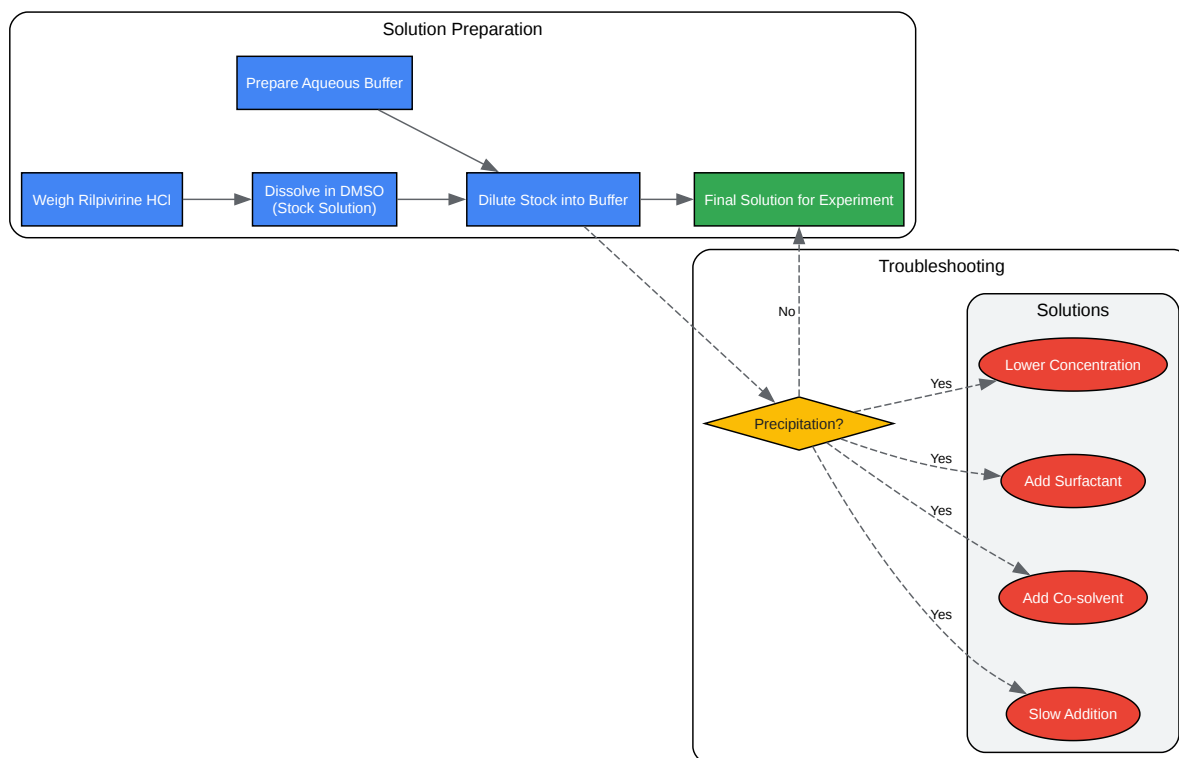 Solution Preparation
Prepare Aqueous Buffer
Weigh Rilpivirine HCl
Dissolve in DMSO
(Stock Solution)
Dilute Stock into Buffer
Final Solution for Experiment
Troubleshooting
Solutions
No
Precipitation?
Yes
Lower Concentration
Yes
Add Surfactant
Yes
Add Co-solvent
Yes
Slow Addition